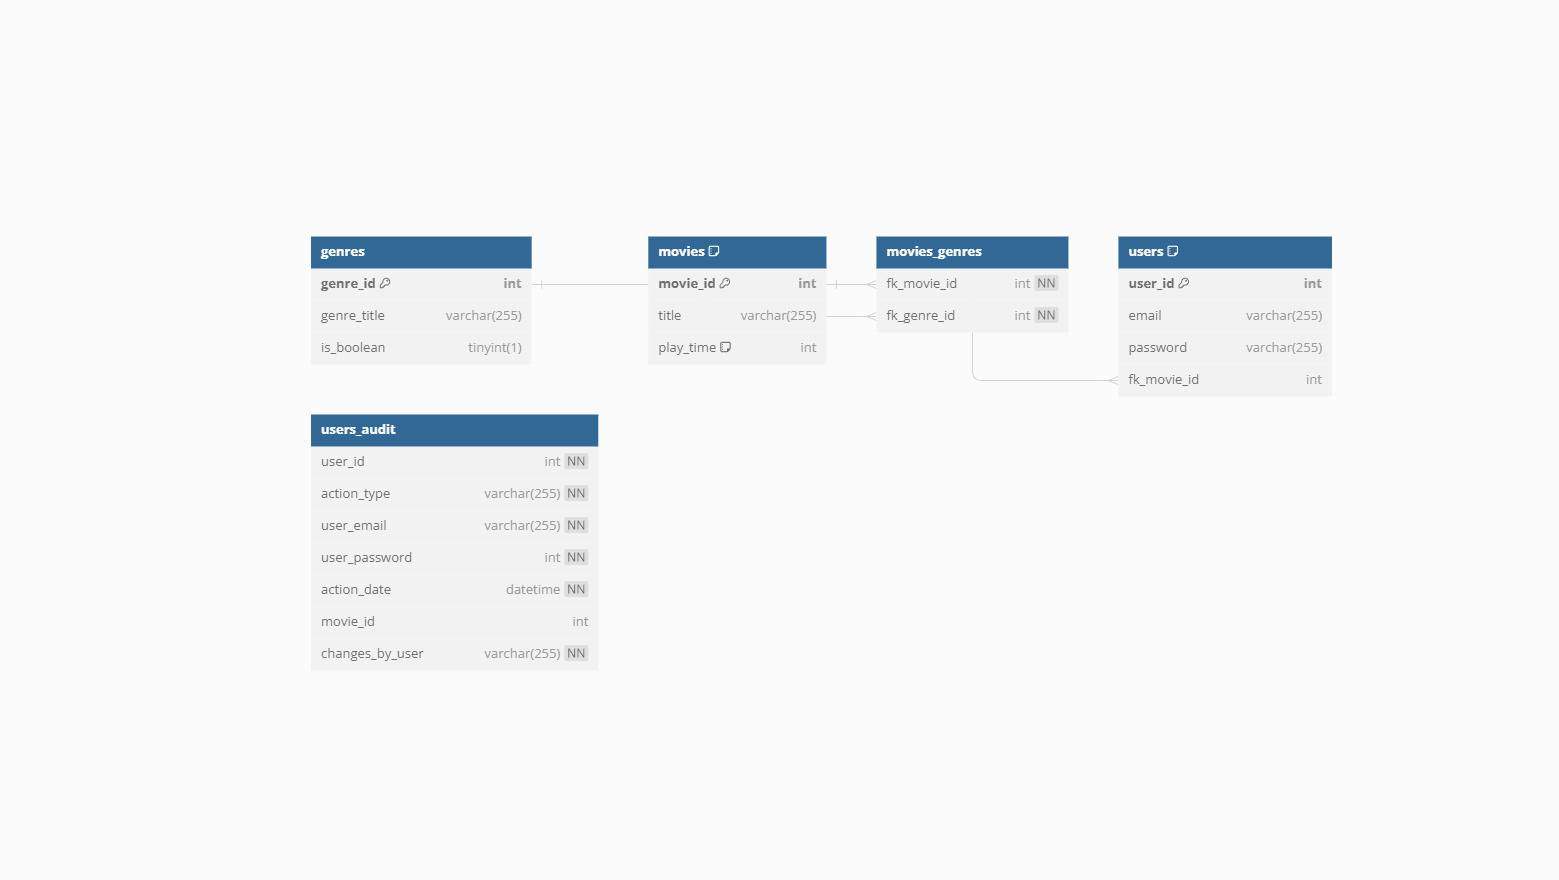 genres
genre_id int
genre_title varchar(255)
is_boolean tinyint(1)
movies
movie_id int
title varchar(255)
play_time int
movies_genres
fk_movie_id int NN
fk_genre_id int NN
users
user_id int
email varchar(255)
password varchar(255)
fk_movie_id int
users_audit
user_id int NN
action_type varchar(255) NN
user_email varchar(255) NN
user_password int NN
action_date datetime NN
movie_id int
changes_by_user varchar(255) NN